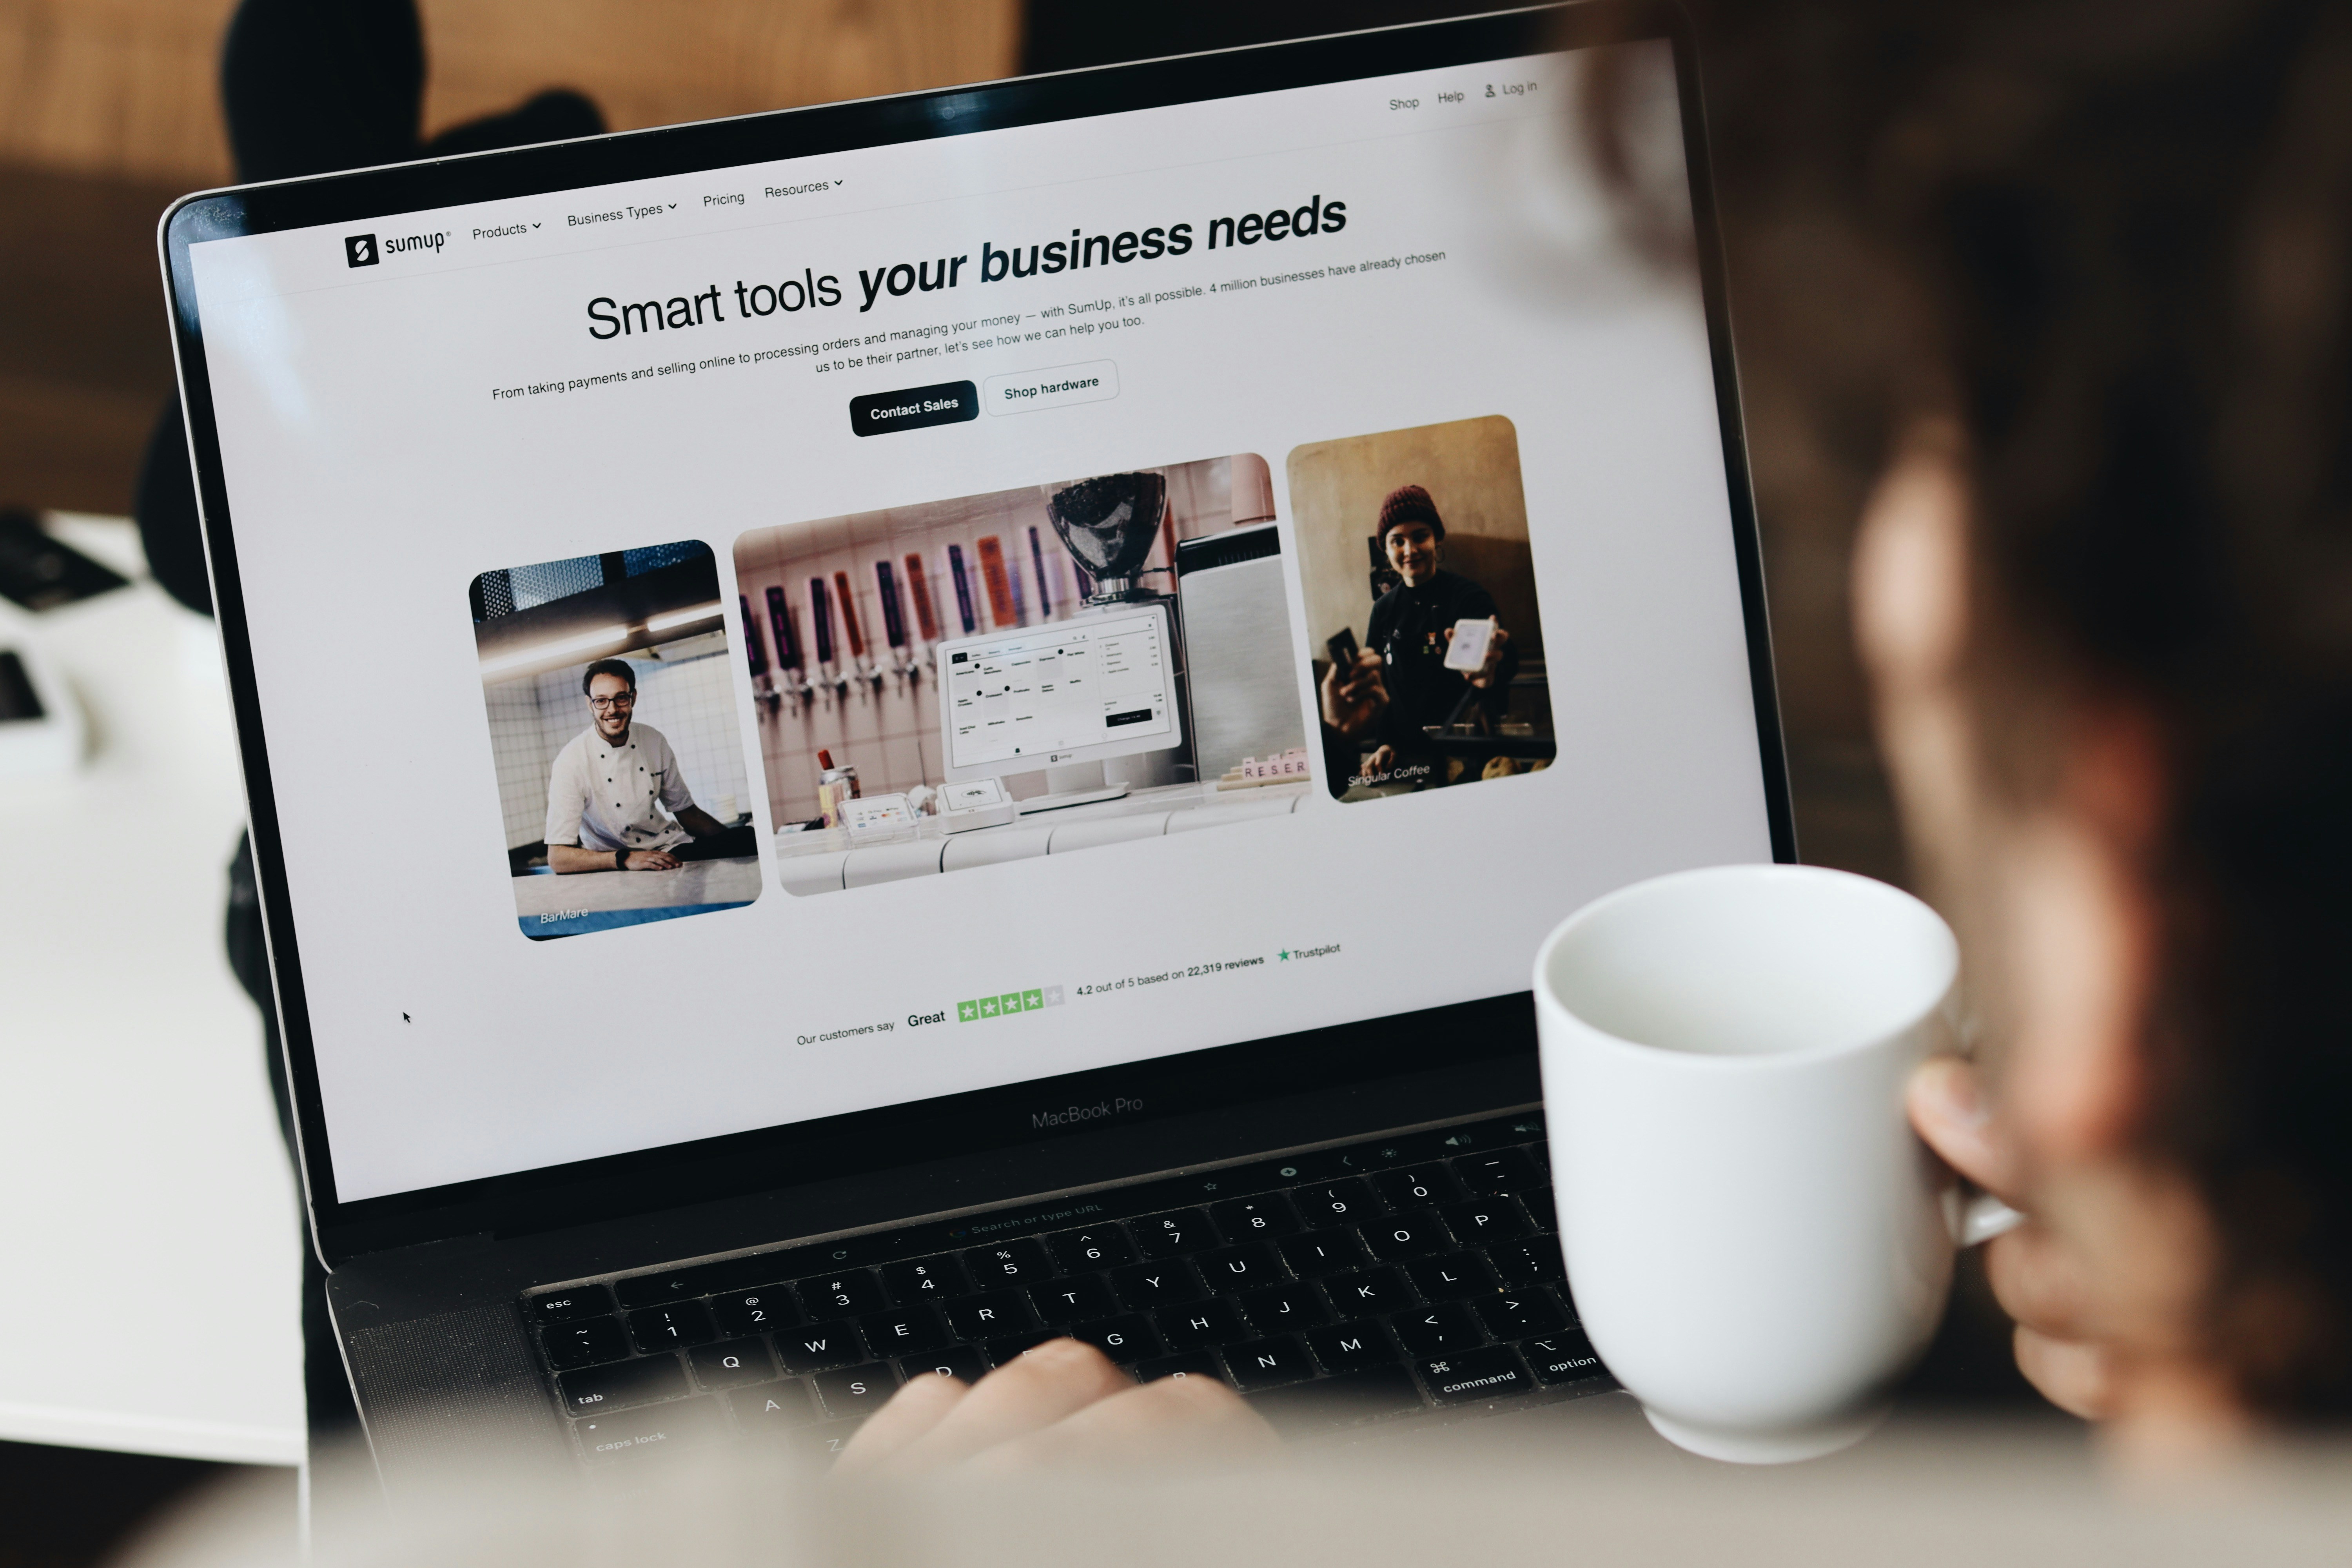 Shop Help Log in
sumup® Products Business Types Pricing Resources
Smart tools your business needs
From taking payments and selling online to processing orders and managing your money — with SumUp, it's all possible. 4 million businesses have already chosen
us to be their partner, let's see how we can help you too.
Contact Sales Shop hardware
RESER
BarMare
Singular Coffee
Our customers say Great 4.2 out of 5 based on 22,319 reviews Trustpilot
MacBook Pro
esc Search or type URL
~ ` ! 1 @ 2 # 3 $ 4 % 5 ^ 6 & 7 * 8 ( 9 ) 0
tab Q W E R T Y U I O P
caps lock A S D F G H J K L : ;
Z B N M < , > .
command option